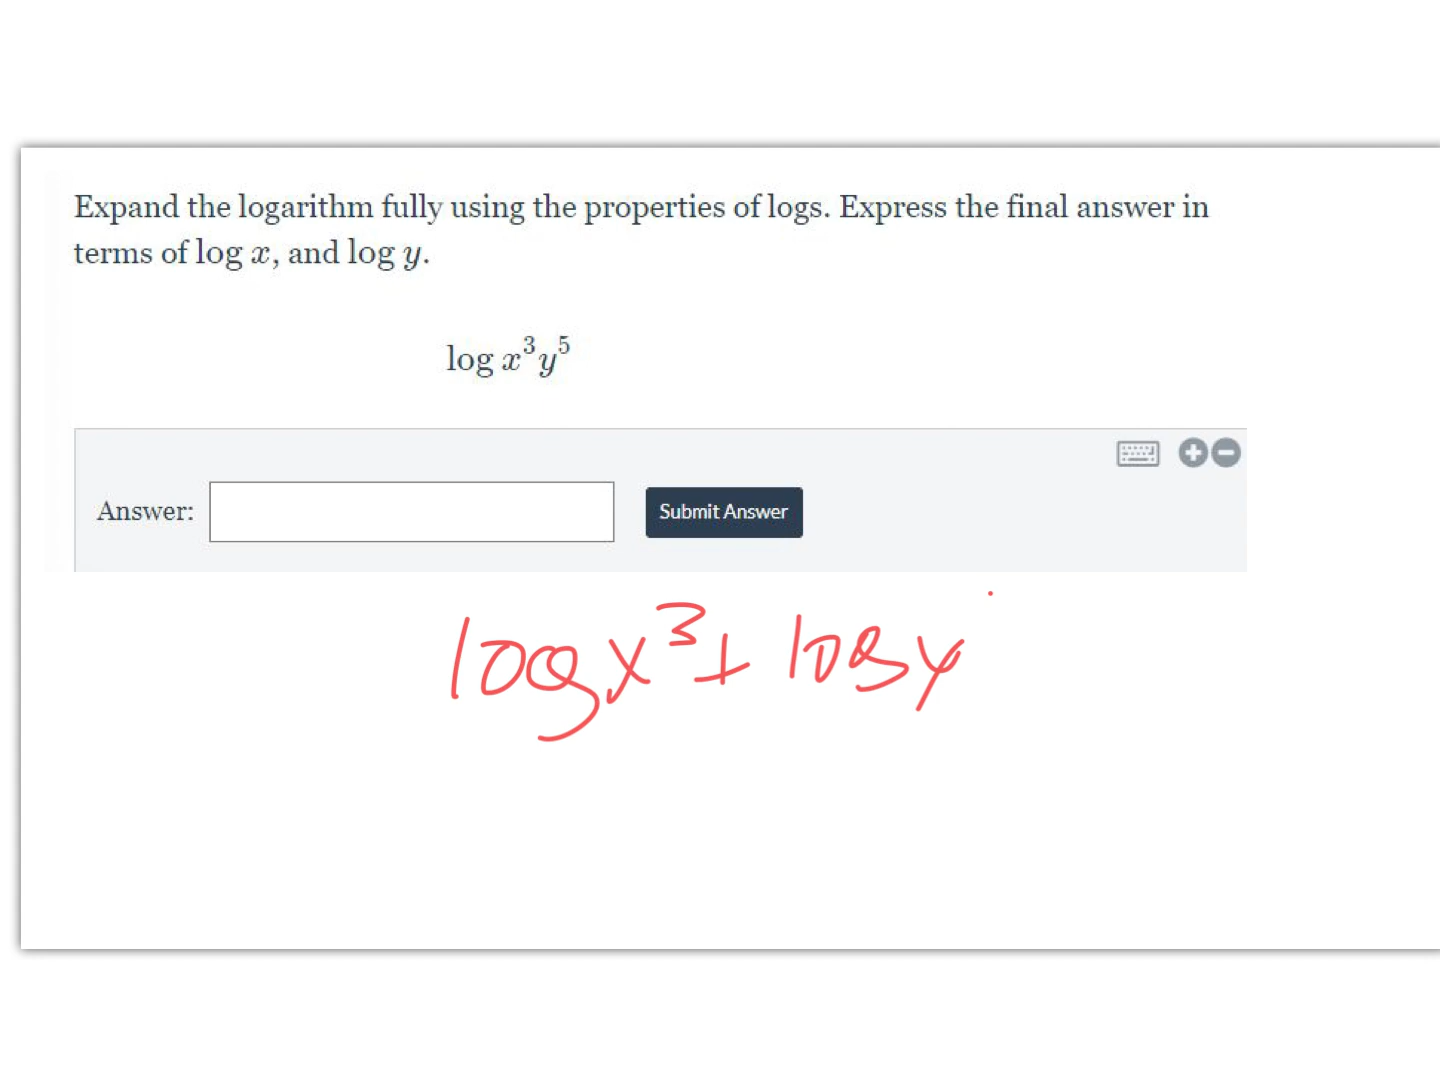 Expand the logarithm fully using the properties of logs. Express the final answer in
terms of log x, and log y.
log x³y⁵
Answer:
Submit Answer
log x³ + log y